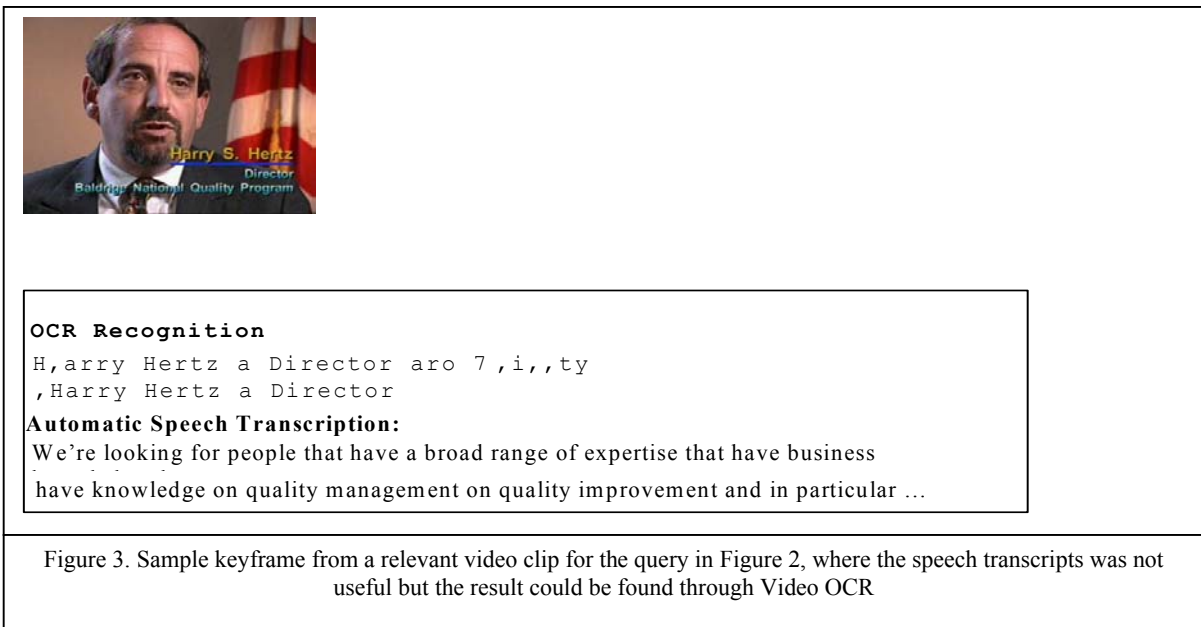 Harry S. Hertz
Director
Baldrige National Quality Program
OCR Recognition
H,arry Hertz a Director aro 7,i,,ty
,Harry Hertz a Director
Automatic Speech Transcription:
We're looking for people that have a broad range of expertise that have business
have knowledge on quality management on quality improvement and in particular …
Figure 3. Sample keyframe from a relevant video clip for the query in Figure 2, where the speech transcripts was not
useful but the result could be found through Video OCR